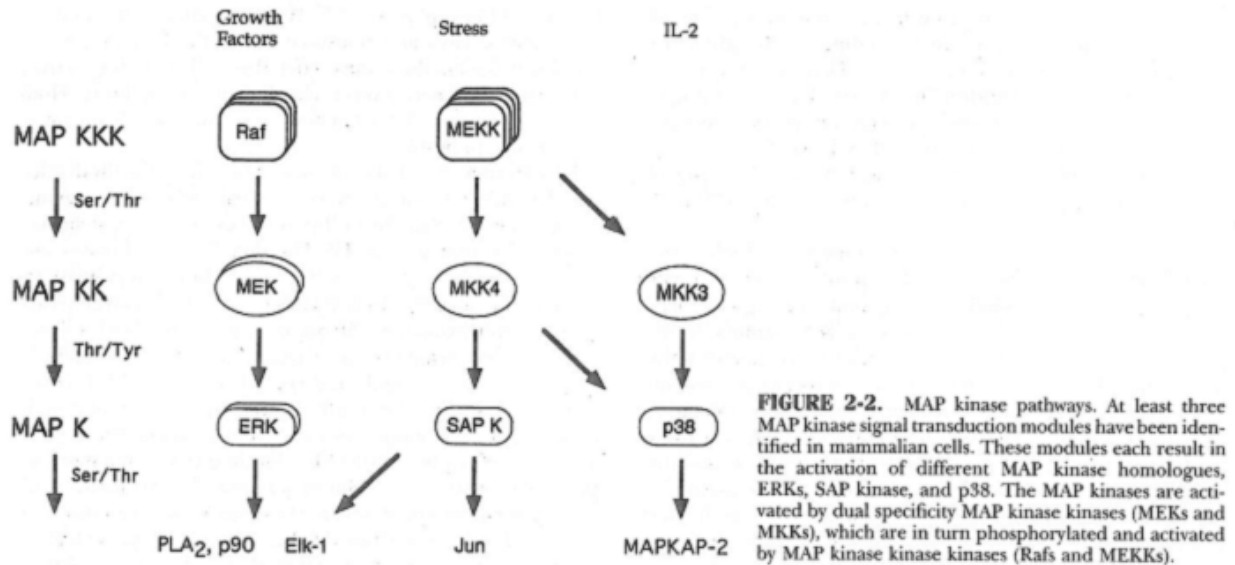 Growth
Factors
Stress
IL-2
MAP KKK
Raf
MEKK
Ser/Thr
MAP KK
MEK
MKK4
MKK3
Thr/Tyr
MAP K
ERK
SAP K
p38
Ser/Thr
PLA2, p90
Elk-1
Jun
MAPKAP-2
FIGURE 2-2. MAP kinase pathways. At least three
MAP kinase signal transduction modules have been iden-
tified in mammalian cells. These modules each result in
the activation of different MAP kinase homologues,
ERKs, SAP kinase, and p38. The MAP kinases are acti-
vated by dual specificity MAP kinase kinases (MEKs and
MKKs), which are in turn phosphorylated and activated
by MAP kinase kinase kinases (Rafs and MEKKs).